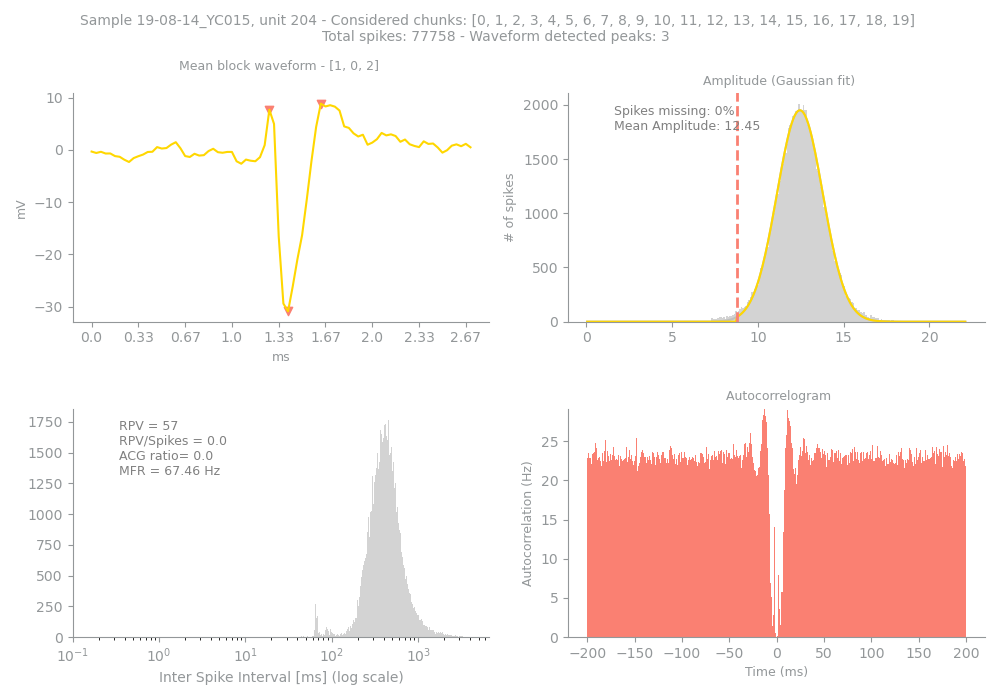 Sample 19-08-14_YC015, unit 204 - Considered chunks: [0, 1, 2, 3, 4, 5, 6, 7, 8, 9, 10, 11, 12, 13, 14, 15, 16, 17, 18, 19]
Total spikes: 77758 - Waveform detected peaks: 3
Mean block waveform - [1, 0, 2]
10
0
−10
−20
−30
mV
0.0 0.33 0.67 1.0 1.33 1.67 2.0 2.33 2.67
ms
Amplitude (Gaussian fit)
Spikes missing: 0%
Mean Amplitude: 12.45
2000
1500
1000
500
0
# of spikes
0 5 10 15 20
RPV = 57
RPV/Spikes = 0.0
ACG ratio= 0.0
MFR = 67.46 Hz
1750
1500
1250
1000
750
500
250
0
10⁻¹ 10⁰ 10¹ 10² 10³
Inter Spike Interval [ms] (log scale)
Autocorrelogram
25
20
15
10
5
0
Autocorrelation (Hz)
−200 −150 −100 −50 0 50 100 150 200
Time (ms)